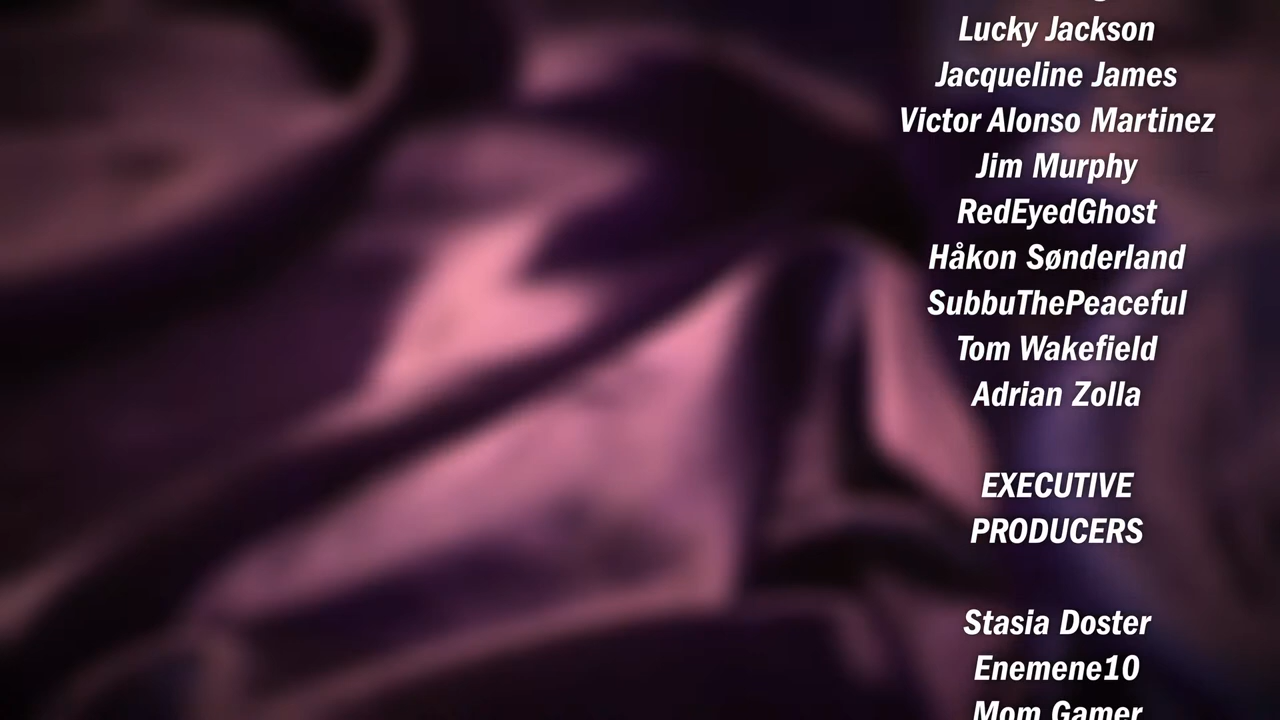 Lucky Jackson
Jacqueline James
Victor Alonso Martinez
Jim Murphy
RedEyedGhost
Håkon Sønderland
SubbuThePeaceful
Tom Wakefield
Adrian Zolla
EXECUTIVE
PRODUCERS
Stasia Doster
Enemene10
Mom Gamer